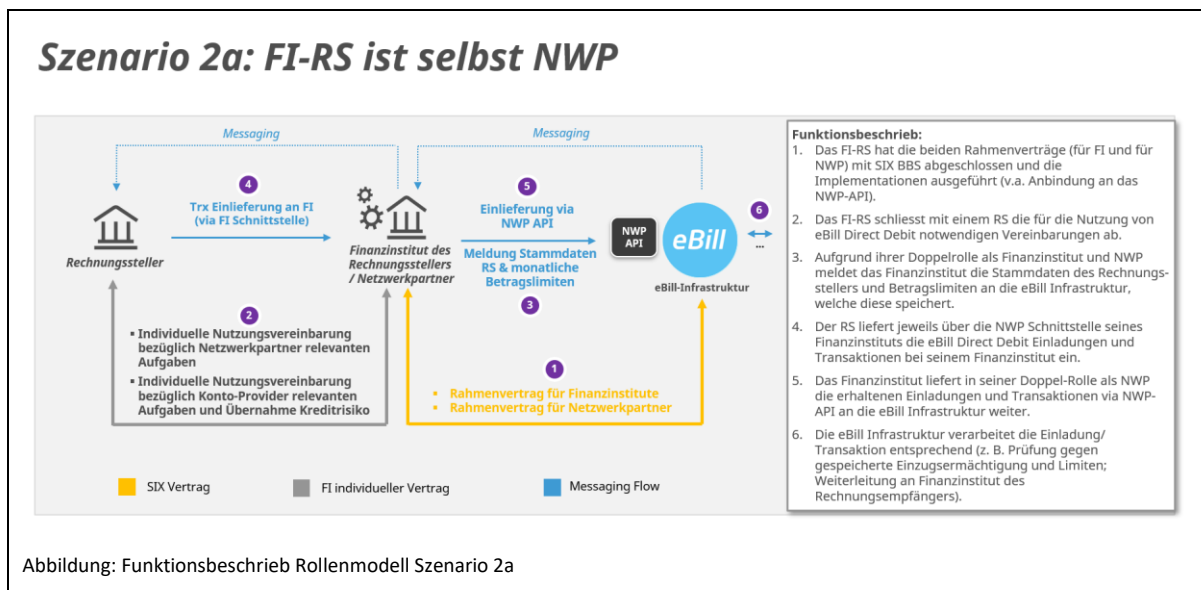 Szenario 2a: FI-RS ist selbst NWP
Messaging
Messaging
4
Trx Einlieferung an FI
(via FI Schnittstelle)
Rechnungssteller
Finanzinstitut des
Rechnungsstellers
/ Netzwerkpartner
5
Einlieferung via
NWP API
Meldung Stammdaten
RS & monatliche
Betragslimiten
3
NWP
API
eBill
eBill-Infrastruktur
6
...
2
▪ Individuelle Nutzungsvereinbarung
bezüglich Netzwerkpartner relevanten
Aufgaben
▪ Individuelle Nutzungsvereinbarung
bezüglich Konto-Provider relevanten
Aufgaben und Übernahme Kreditrisiko
1
▪ Rahmenvertrag für Finanzinstitute
▪ Rahmenvertrag für Netzwerkpartner
SIX Vertrag
FI individueller Vertrag
Messaging Flow
Funktionsbeschrieb:
1. Das FI-RS hat die beiden Rahmenverträge (für FI und für
NWP) mit SIX BBS abgeschlossen und die
Implementationen ausgeführt (v.a. Anbindung an das
NWP-API).
2. Das FI-RS schliesst mit einem RS die für die Nutzung von
eBill Direct Debit notwendigen Vereinbarungen ab.
3. Aufgrund ihrer Doppelrolle als Finanzinstitut und NWP
meldet das Finanzinstitut die Stammdaten des Rechnungs-
stellers und Betragslimiten an die eBill Infrastruktur,
welche diese speichert.
4. Der RS liefert jeweils über die NWP Schnittstelle seines
Finanzinstituts die eBill Direct Debit Einladungen und
Transaktionen bei seinem Finanzinstitut ein.
5. Das Finanzinstitut liefert in seiner Doppel-Rolle als NWP
die erhaltenen Einladungen und Transaktionen via NWP-
API an die eBill Infrastruktur weiter.
6. Die eBill Infrastruktur verarbeitet die Einladung/
Transaktion entsprechend (z. B. Prüfung gegen
gespeicherte Einzugsermächtigung und Limiten;
Weiterleitung an Finanzinstitut des
Rechnungsempfängers).
Abbildung: Funktionsbeschrieb Rollenmodell Szenario 2a